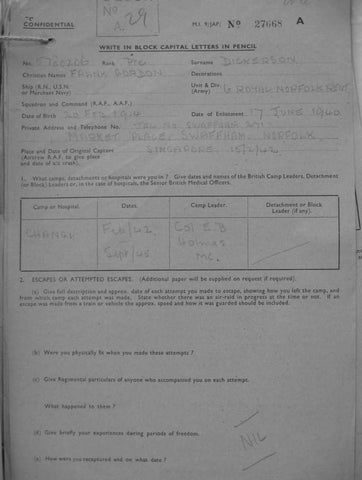 CONFIDENTIAL
No
A 29
M.I. 9/JAP/ No 27668 A
WRITE IN BLOCK CAPITAL LETTERS IN PENCIL
No. Rank Pte Surname DICKERSON
Christian Names FRANK GORDON Decorations
Ship (R.N., U.S.N. or Merchant Navy) Unit & Div. (Army) 6 ROYAL NORFOLK REGT
Squadron and Command (R.A.F., A.A.F.)
Date of Birth 20 FEB 1914 Date of Enlistment 17 JUNE 1940
Private Address and Telephone No. SWAFFHAM
MARKET PLACE, SWAFFHAM, NORFOLK
Place and Date of Original Capture SINGAPORE 15/2/42
(Aircrew R.A.F. to give place and date of a/c crash).
1. What camps, detachments or hospitals were you in ? Give dates and names of the British Camp Leaders, Detachment
(or Block) Leaders or, in the case of hospitals, the Senior British Medical Officers.
Camp or Hospital. Dates. Camp Leader. Detachment or Block Leader (if any).
CHANGI Feb/42 Col E B
- Holmes
Sept/45 MC.
2. ESCAPES OR ATTEMPTED ESCAPES. (Additional paper will be supplied on request if required).
(a) Give full description and approx. date of each attempt you made to escape, showing how you left the camp, and
from which camp each attempt was made. State whether there was an air-raid in progress at the time or not. If an
escape was made from a train or vehicle the approx. speed and how it was guarded should be included.
(b) Were you physically fit when you made these attempts ?
(c) Give Regimental particulars of anyone who accompanied you on each attempt.
What happened to them ?
(d) Give briefly your experiences during periods of freedom.
NIL
(e) How were you recaptured and on what date ?